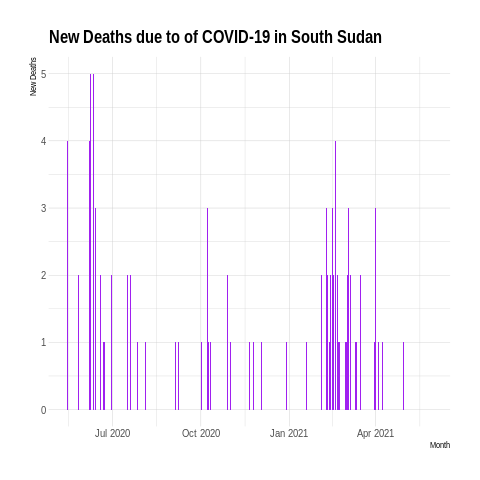 New Deaths due to of COVID-19 in South Sudan
New Deaths
5
4
3
2
1
0
Jul 2020 Oct 2020 Jan 2021 Apr 2021
Month